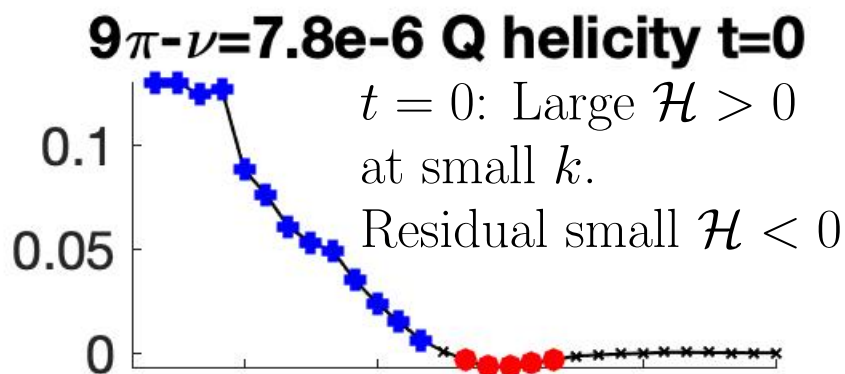 9π-ν=7.8e-6 Q helicity t=0
t = 0: Large ℋ > 0
at small k.
Residual small ℋ < 0
0.1
0.05
0